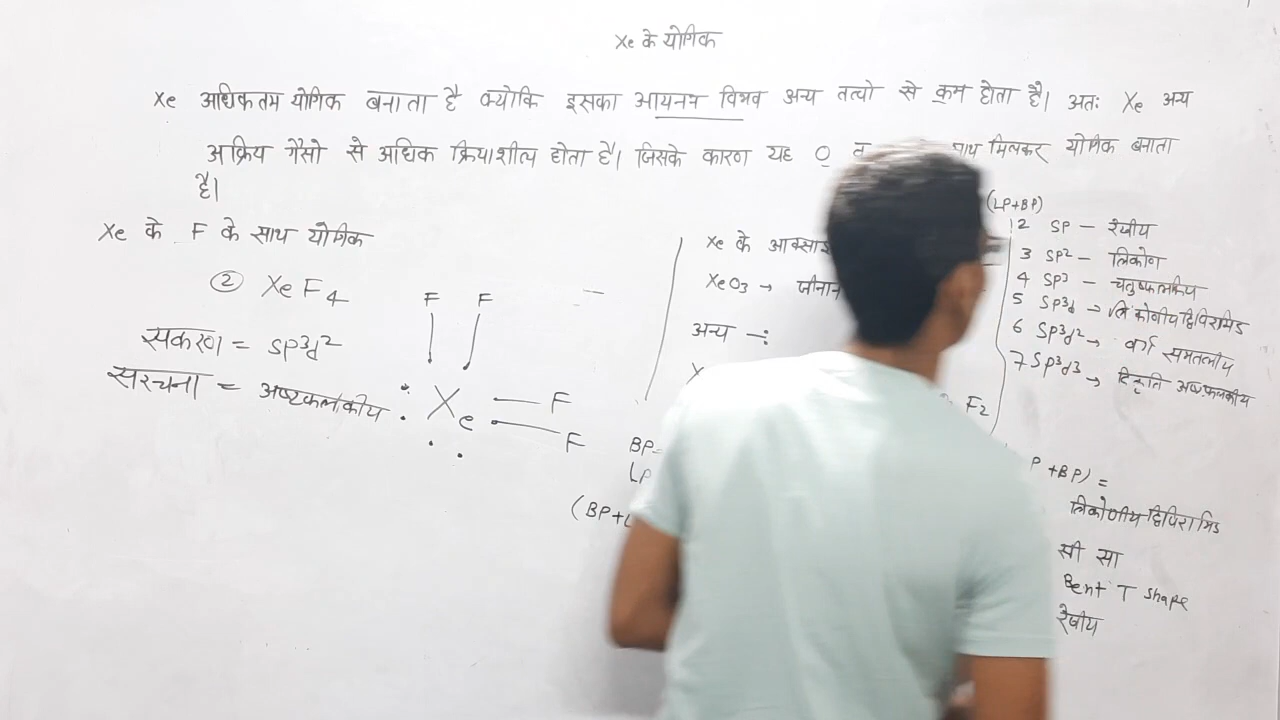 Xe के योगिक
Xe अधिकतम योगिक बनाता है क्योकि इसका आयनन विभव अन्य तत्वो से कम होता है। अतः Xe अन्य
अक्रिय गैसो से अधिक क्रियाशील होता है। जिसके कारण यह O व साथ मिलकर योगिक बनाता
है।
Xe के F के साथ योगिक
② XeF4
सकरण = sp³d²
सरचना = अष्टफलकीय
F F
Xe
F
F
Xe के
XeO3 →
अन्य -:
F2
BP=
LP
(BP+L
(LP+BP)
2 SP - रेखीय
3 SP² - त्रिकोण
4 SP³ - चतुष्फलकीय
5 SP³d → त्रिकोणीय द्विपिरामिड
6 SP³d² → वर्ग समतलीय
7 SP³d3 → विकृति अष्टफलकीय
P +BP) =
त्रिकोणीय द्विपिरामिड
सी सा
Bent T shape
रेखीय